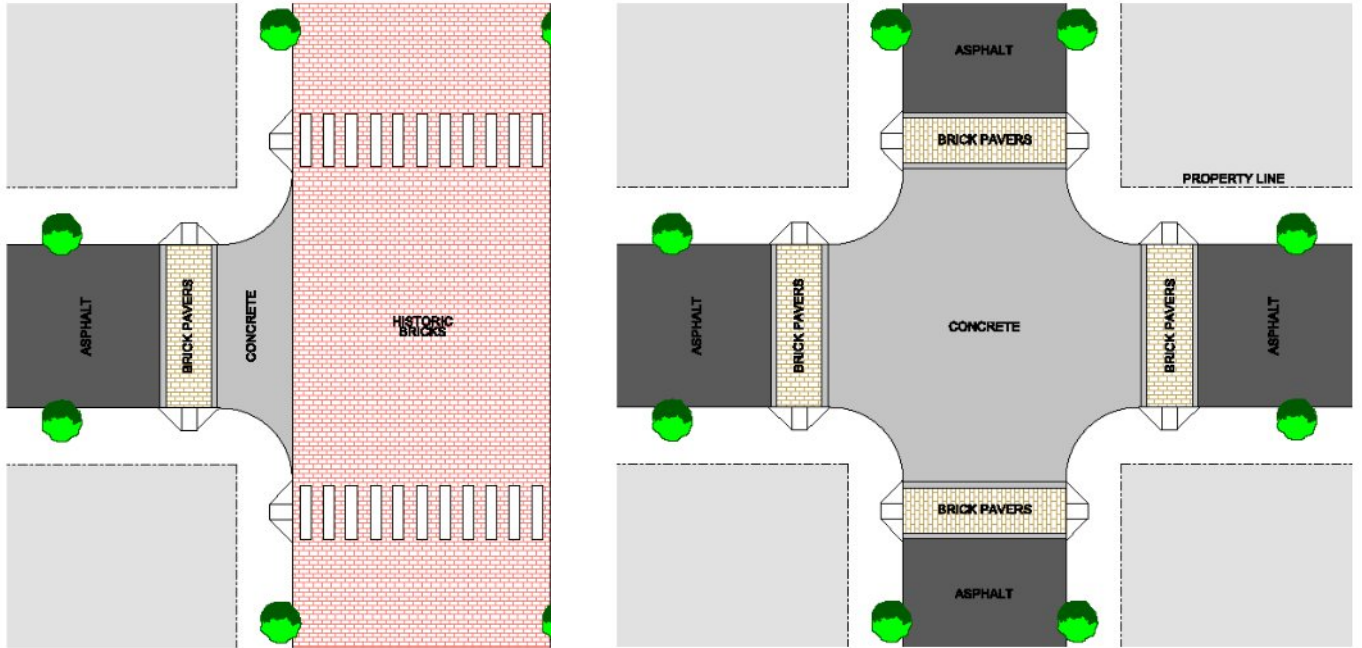 ASPHALT
BRICK PAVERS
CONCRETE
HISTORIC
BRICKS
ASPHALT
BRICK PAVERS
PROPERTY LINE
ASPHALT
BRICK PAVERS
CONCRETE
BRICK PAVERS
ASPHALT
BRICK PAVERS
ASPHALT